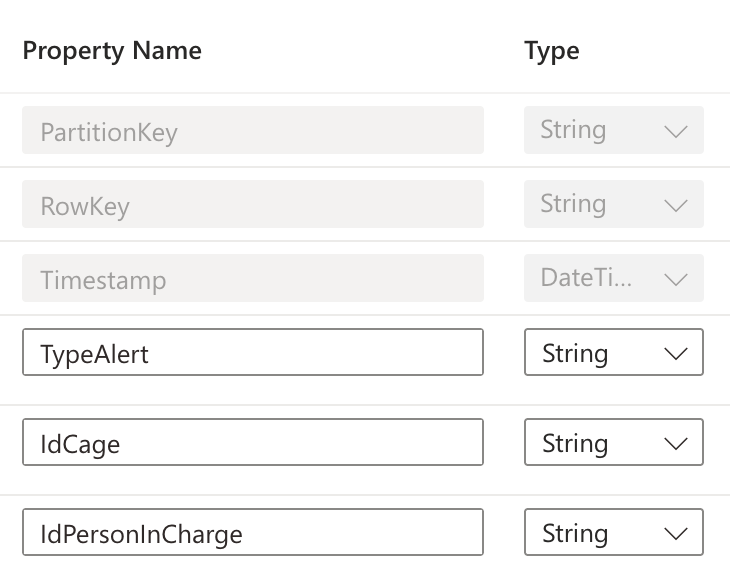 Property Name Type
PartitionKey String
RowKey String
Timestamp DateTi...
TypeAlert String
IdCage String
IdPersonInCharge String